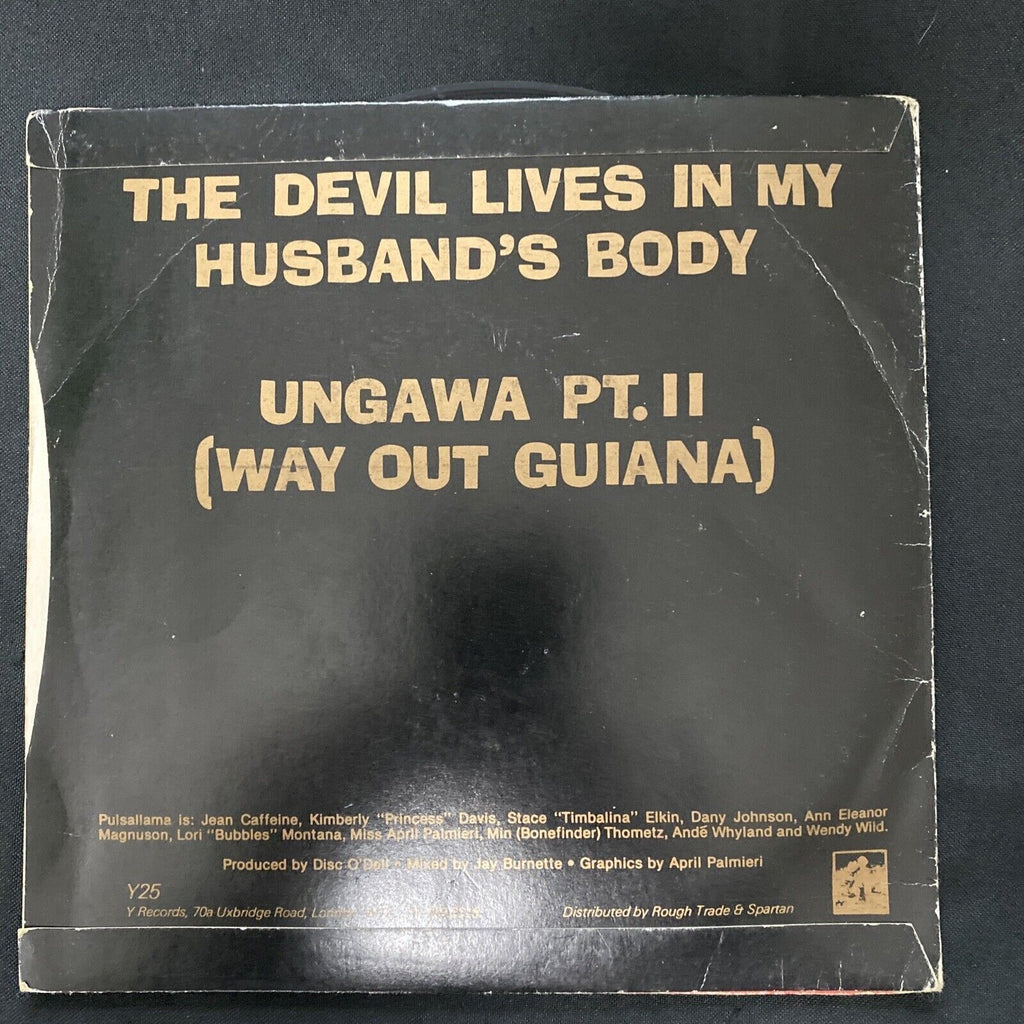 THE DEVIL LIVES IN MY
HUSBAND'S BODY
UNGAWA PT. II
(WAY OUT GUIANA)
Pulsallama is: Jean Caffeine, Kimberly "Princess" Davis, Stace "Timbalina" Elkin, Dany Johnson, Ann Eleanor
Magnuson, Lori "Bubbles" Montana, Miss April Palmieri, Min (Bonefinder) Thometz, Andé Whyland and Wendy Wild.
Produced by Disc O'Dell • Mixed by Jay Burnette • Graphics by April Palmieri
Y25
Y Records, 70a Uxbridge Road, London
Distributed by Rough Trade & Spartan